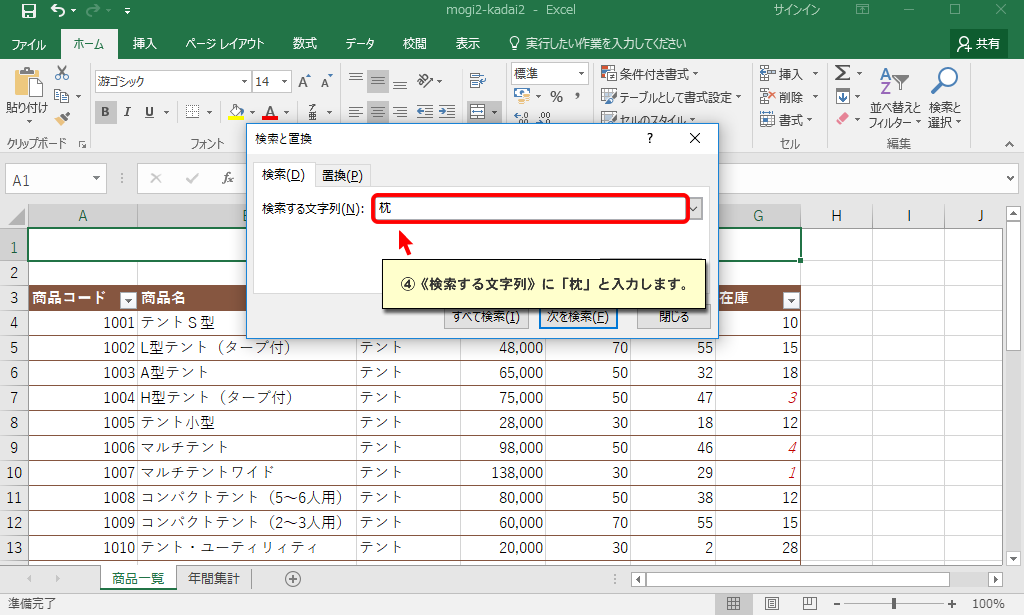 mogi2-kadai2 - Excel サインイン
ファイル ホーム 挿入 ページ レイアウト 数式 データ 校閲 表示 実行したい作業を入力してください 共有
貼り付け 游ゴシック 14 A A 標準 条件付き書式 挿入 Σ A Z 並べ替えと フィルター 検索と 選択
B I U A % , テーブルとして書式設定 削除
セルのスタイル 書式
クリップボード フォント セル 編集
検索と置換 ? ×
検索(D) 置換(P)
検索する文字列(N): 枕
④《検索する文字列》に「枕」と入力します。
すべて検索(I) 次を検索(F) 閉じる
A1 fx
A G H I J
1
2
3 商品コード 商品名 在庫
4 1001 テントＳ型 10
5 1002 L型テント（タープ付） テント 48,000 70 55 15
6 1003 A型テント テント 65,000 50 32 18
7 1004 H型テント（タープ付） テント 75,000 50 47 3
8 1005 テント小型 テント 28,000 30 18 12
9 1006 マルチテント テント 98,000 50 46 4
10 1007 マルチテントワイド テント 138,000 30 29 1
11 1008 コンパクトテント（5～6人用） テント 80,000 50 38 12
12 1009 コンパクトテント（2～3人用） テント 60,000 70 55 15
13 1010 テント・ユーティリィティ テント 20,000 30 2 28
商品一覧 年間集計
準備完了 100%